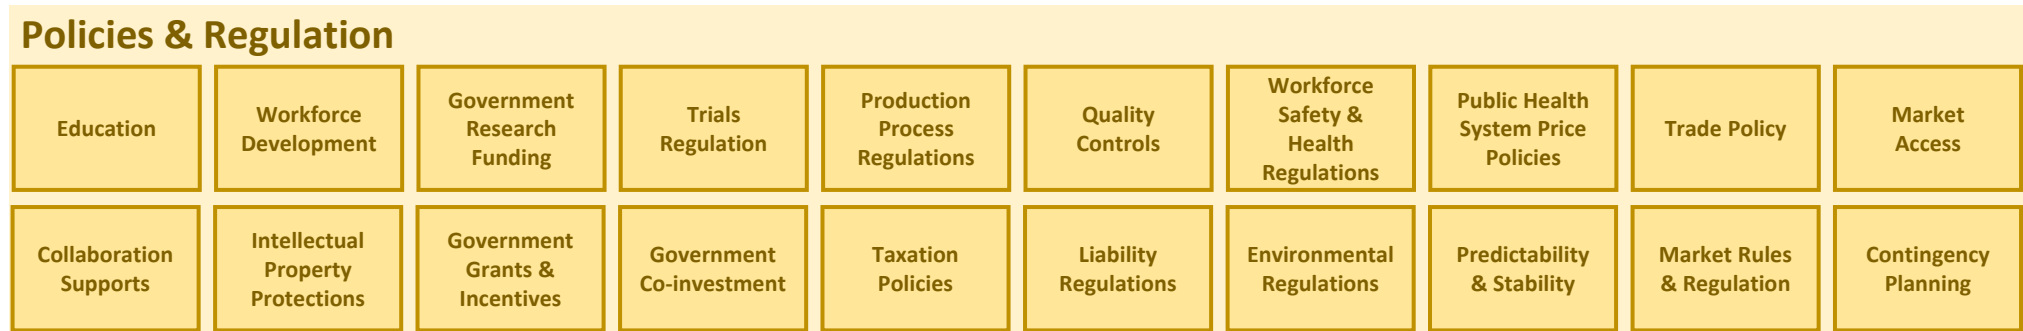 Policies & Regulation
Education
Workforce
Development
Government
Research
Funding
Trials
Regulation
Production
Process
Regulations
Quality
Controls
Workforce
Safety &
Health
Regulations
Public Health
System Price
Policies
Trade Policy
Market
Access
Collaboration
Supports
Intellectual
Property
Protections
Government
Grants &
Incentives
Government
Co-investment
Taxation
Policies
Liability
Regulations
Environmental
Regulations
Predictability
& Stability
Market Rules
& Regulation
Contingency
Planning